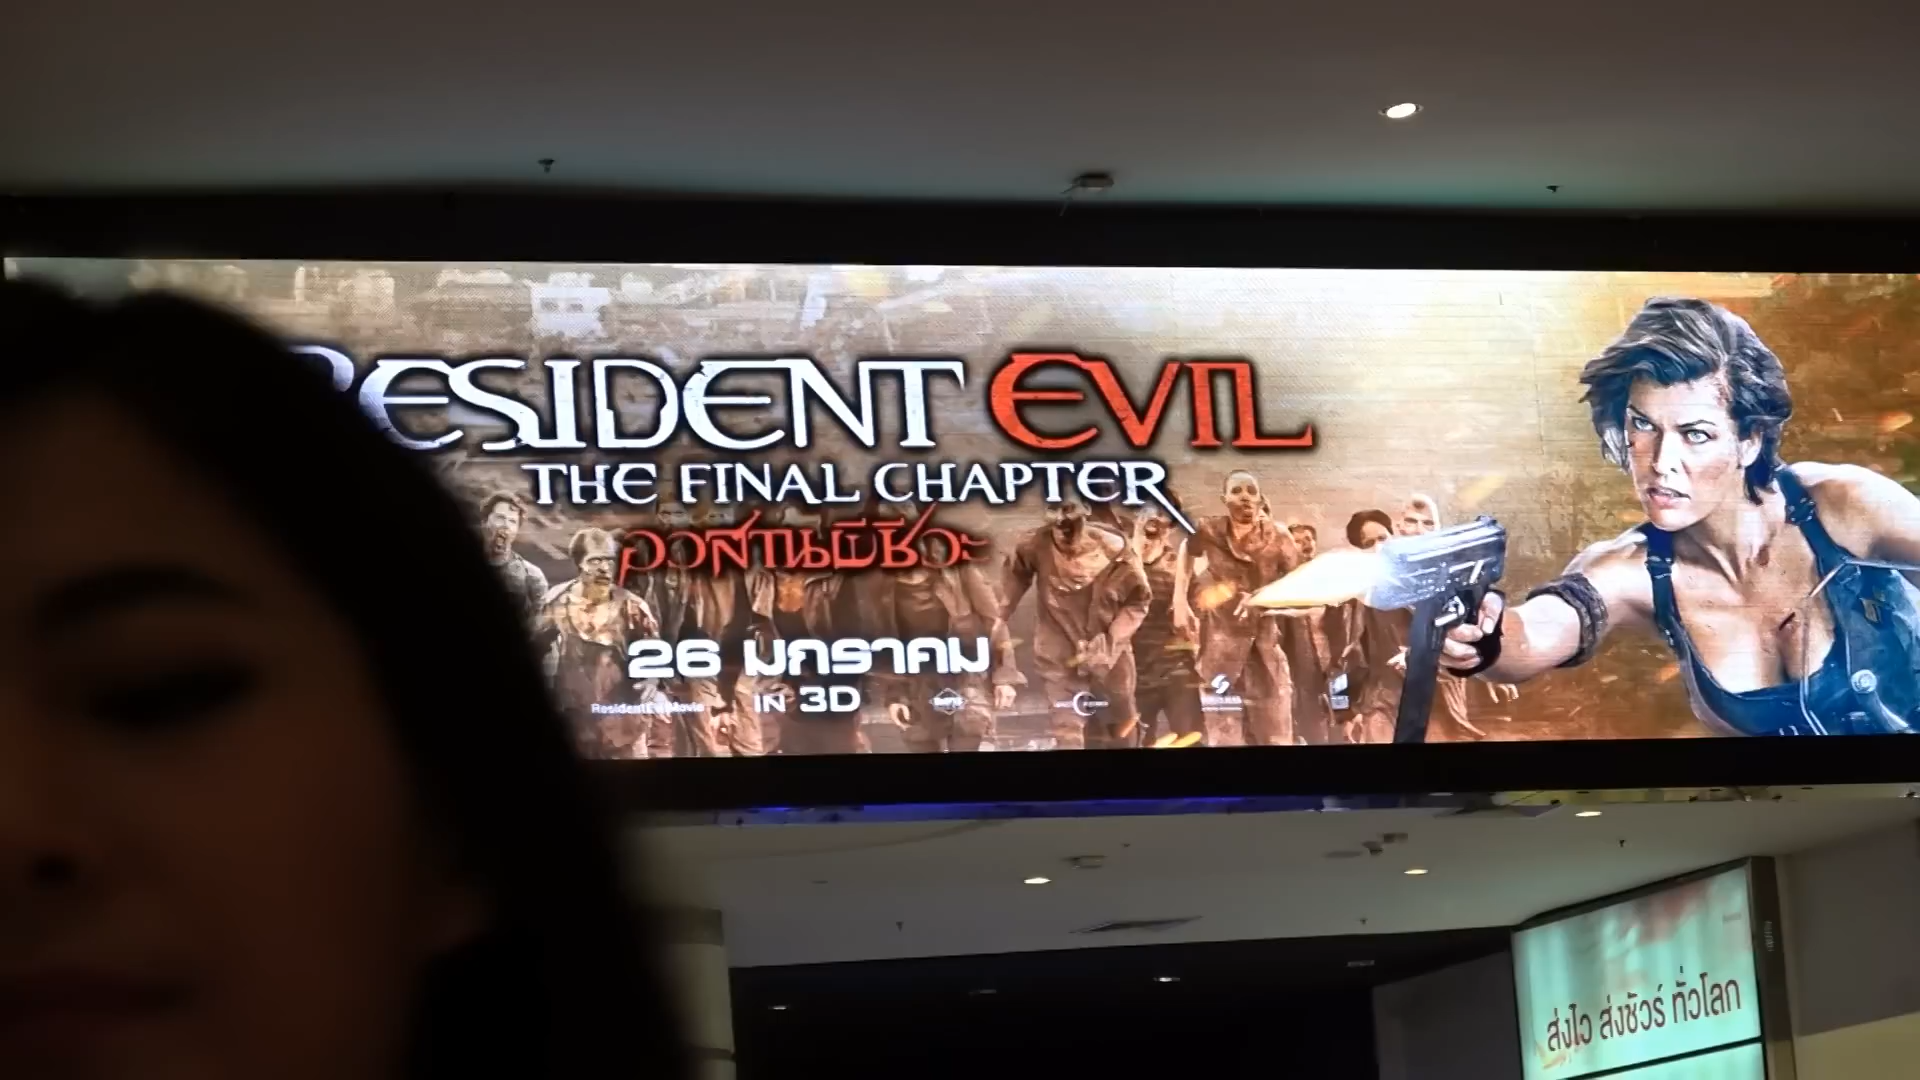 RESIDENT EVIL
THE FINAL CHAPTER
อวสานผีชีวะ
26 มกราคม
IN 3D
ResidentEvilMovie
ส่งไว ส่งชัวร์ ทั่วโลก